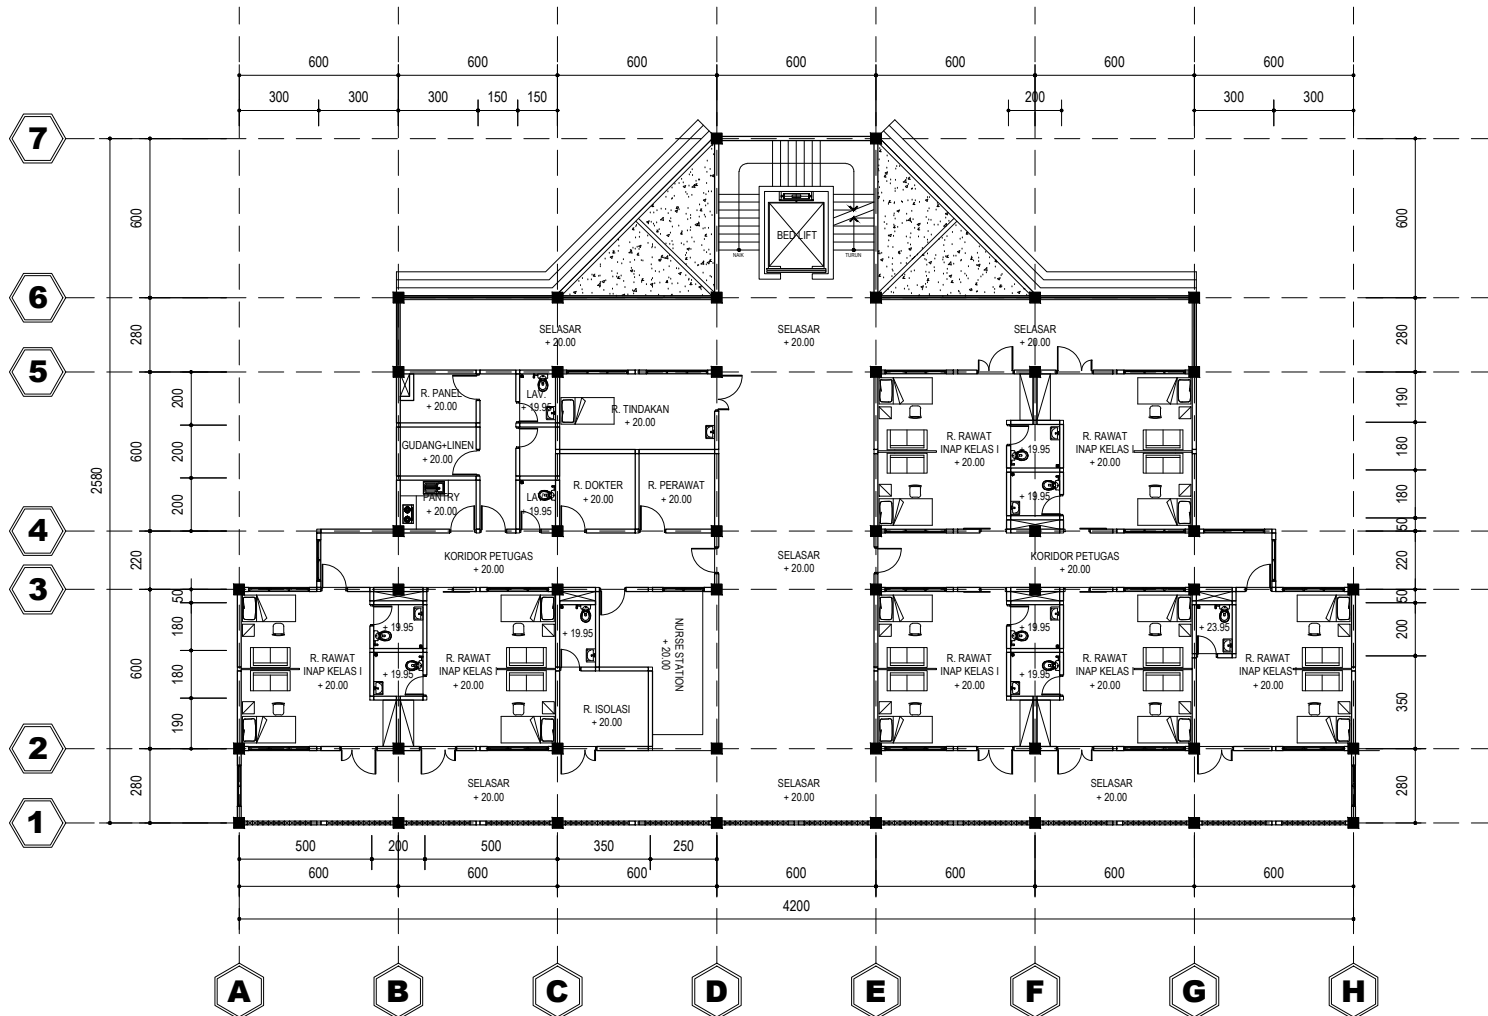 600 600 600 600 600 600 600
300 300 300 150 150 200 300 300
7
600
600
BED LIFT
NAIK
TURUN
6
280
SELASAR
+ 20.00
SELASAR
+ 20.00
SELASAR
+ 20.00
280
5
2580
600
200
200
200
R. PANEL
+ 20.00
LAV.
+ 19.95
R. TINDAKAN
+ 20.00
GUDANG+LINEN
+ 20.00
PANTRY
+ 20.00
+ 19.95
R. DOKTER
+ 20.00
R. PERAWAT
+ 20.00
R. RAWAT
INAP KELAS I
+ 20.00
+ 19.95
+ 19.95
R. RAWAT
INAP KELAS I
+ 20.00
190
180
180
50
4
220
KORIDOR PETUGAS
+ 20.00
SELASAR
+ 20.00
KORIDOR PETUGAS
+ 20.00
220
3
600
50
180
180
190
R. RAWAT
INAP KELAS I
+ 20.00
+ 19.95
+ 19.95
R. RAWAT
INAP KELAS I
+ 20.00
+ 19.95
R. ISOLASI
+ 20.00
NURSE STATION
+ 20.00
R. RAWAT
INAP KELAS I
+ 20.00
+ 19.95
+ 19.95
R. RAWAT
INAP KELAS I
+ 20.00
+ 23.95
R. RAWAT
INAP KELAS I
+ 20.00
50
200
350
2
280
SELASAR
+ 20.00
SELASAR
+ 20.00
SELASAR
+ 20.00
280
1
500 200 500 350 250
600 600 600 600 600 600 600
4200
A B C D E F G H